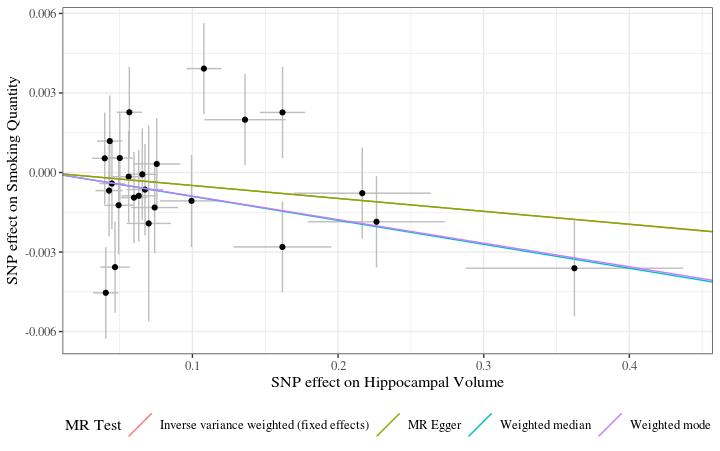 0.006
0.003
0.000
-0.003
-0.006
SNP effect on Smoking Quantity
0.1 0.2 0.3 0.4
SNP effect on Hippocampal Volume
MR Test Inverse variance weighted (fixed effects) MR Egger Weighted median Weighted mode